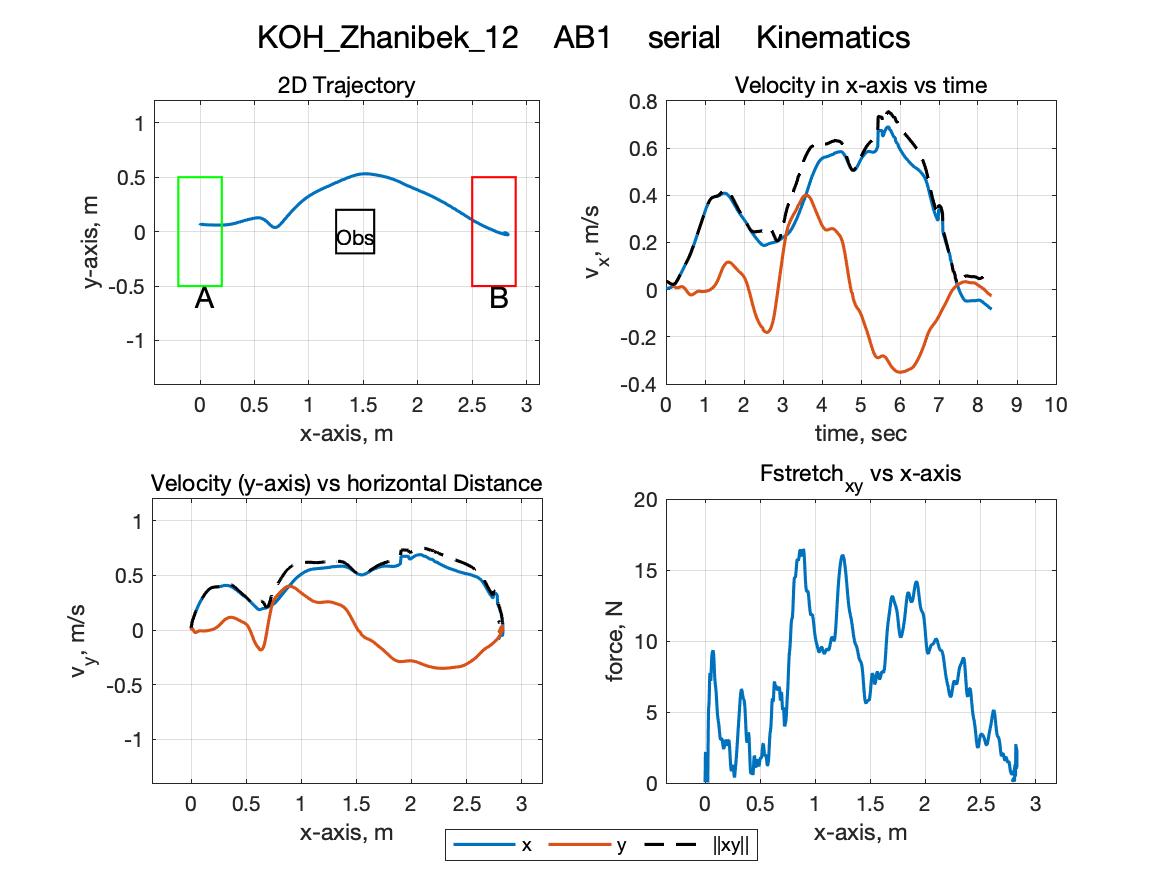 KOH_Zhanibek_12 AB1 serial Kinematics
2D Trajectory
1
0.5
0
-0.5
-1
y-axis, m
Obs
A
B
0 0.5 1 1.5 2 2.5 3
x-axis, m
Velocity in x-axis vs time
0.8
0.6
0.4
0.2
0
-0.2
-0.4
v_x, m/s
0 1 2 3 4 5 6 7 8 9 10
time, sec
Velocity (y-axis) vs horizontal Distance
1
0.5
0
-0.5
-1
v_y, m/s
0 0.5 1 1.5 2 2.5 3
x-axis, m
Fstretch_xy vs x-axis
20
15
10
5
0
force, N
0 0.5 1 1.5 2 2.5 3
x-axis, m
x y ||xy||